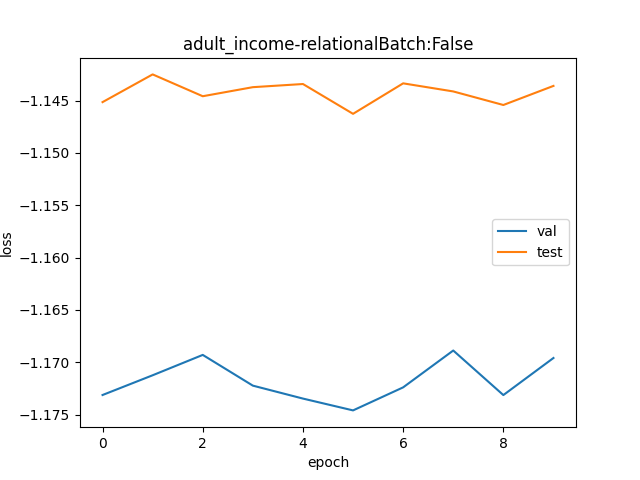 adult_income-relationalBatch:False
loss
−1.145
−1.150
−1.155
−1.160
−1.165
−1.170
−1.175
val
test
0 2 4 6 8
epoch